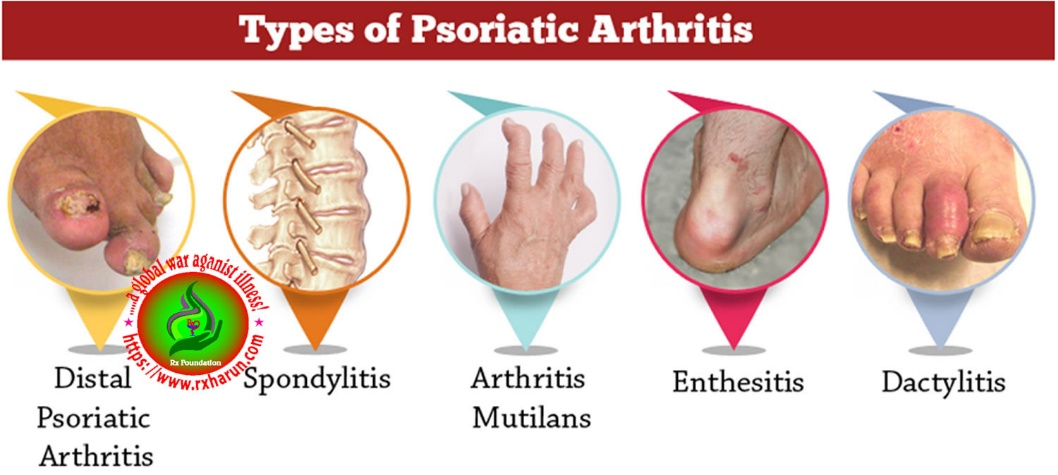 Types of Psoriatic Arthritis
.....a global war aganist illness!
Rx Foundation
https://www.rxharun.com
Distal
Psoriatic
Arthritis
Spondylitis
Arthritis
Mutilans
Enthesitis
Dactylitis